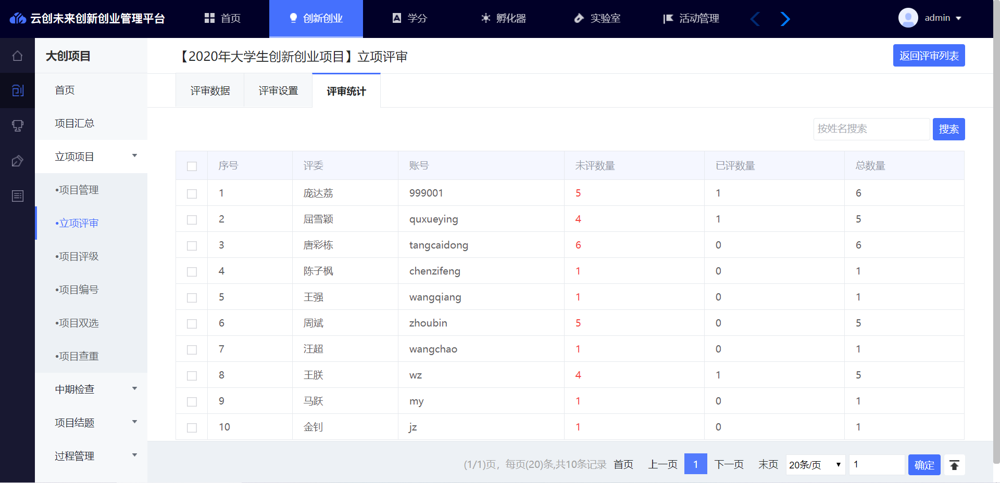 云创未来创新创业管理平台
首页
创新创业
学分
孵化器
实验室
活动管理
admin
大创项目
首页
项目汇总
立项项目
•项目管理
•立项评审
•项目评级
•项目编号
•项目双选
•项目查重
中期检查
项目结题
过程管理
【2020年大学生创新创业项目】立项评审
返回评审列表
评审数据 评审设置 评审统计
按姓名搜索 搜索
序号 评委 账号 未评数量 已评数量 总数量
1 庞达荔 999001 5 1 6
2 屈雪颖 quxueying 4 1 5
3 唐彩栋 tangcaidong 6 0 6
4 陈子枫 chenzifeng 1 0 1
5 王强 wangqiang 1 0 1
6 周斌 zhoubin 5 0 5
7 汪超 wangchao 1 0 1
8 王朕 wz 4 1 5
9 马跃 my 1 0 1
10 金钊 jz 1 0 1
(1/1)页，每页(20)条,共10条记录 首页 上一页 1 下一页 末页 20条/页 1 确定